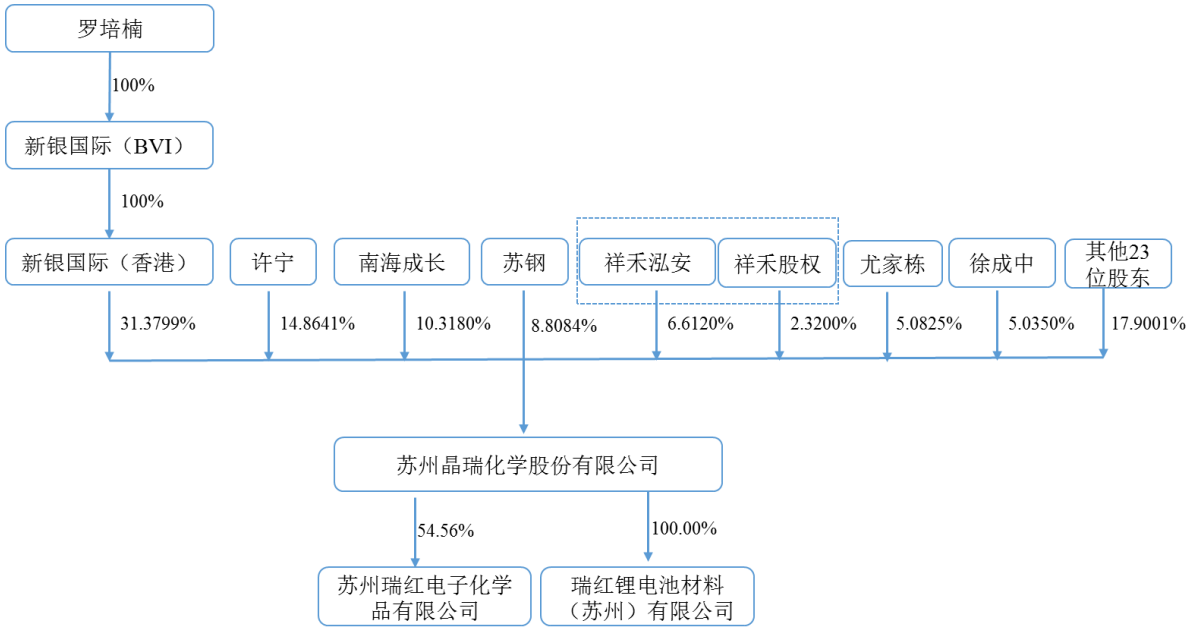 罗培楠
100%
新银国际（BVI）
100%
新银国际（香港）
许宁
南海成长
苏钢
祥禾泓安
祥禾股权
尤家栋
徐成中
其他23
位股东
31.3799%
14.8641%
10.3180%
8.8084%
6.6120%
2.3200%
5.0825%
5.0350%
17.9001%
苏州晶瑞化学股份有限公司
54.56%
100.00%
苏州瑞红电子化学
品有限公司
瑞红锂电池材料
（苏州）有限公司